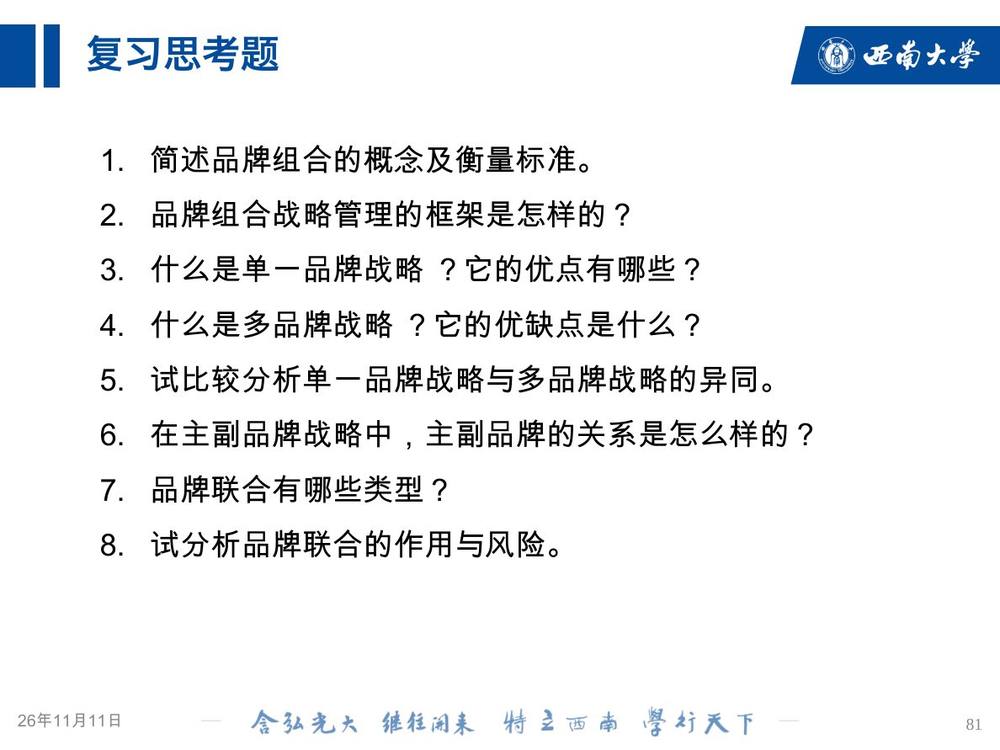 复习思考题
西南大学
1. 简述品牌组合的概念及衡量标准。
2. 品牌组合战略管理的框架是怎样的？
3. 什么是单一品牌战略 ？它的优点有哪些？
4. 什么是多品牌战略 ？它的优缺点是什么？
5. 试比较分析单一品牌战略与多品牌战略的异同。
6. 在主副品牌战略中，主副品牌的关系是怎么样的？
7. 品牌联合有哪些类型？
8. 试分析品牌联合的作用与风险。
26年11月11日
含弘光大 继往开来 特立西南 學行天下
81